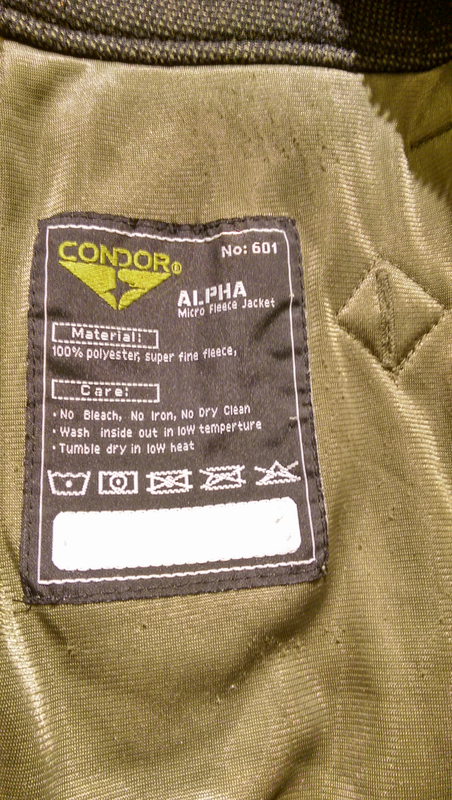 CONDOR®
No: 601
ALPHA
Micro Fleece Jacket
Material:
100% polyester, super fine fleece,
Care:
· No Bleach, No Iron, No Dry Clean
· Wash inside out in low temperture
· Tumble dry in low heat